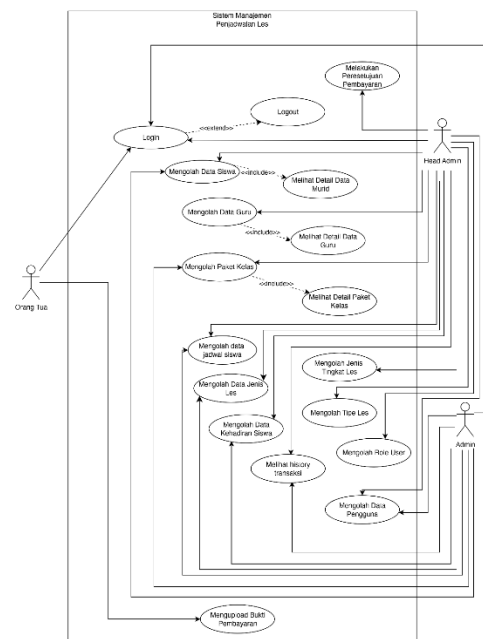 Sistem Manajemen
Penjadwalan Les
Melakukan
Peresetujuan
Pembayaran
Logout
<<extend>>
Login
Head Admin
Mengolah Data Siswa
<<include>>
Melihat Detail Data
Murid
Mengolah Data Guru
<<include>>
Melihat Detail Data
Guru
Mengolah Paket Kelas
<<include>>
Melihat Detail Paket
Kelas
Orang Tua
Mengolah data
jadwal siswa
Mengolah Jenis
Tingkat Les
Mengolah Data Jenis
Les
Mengolah Tipe Les
Mengolah Data
Kehadiran Siswa
Admin
Mengolah Role User
Melihat history
transaksi
Mengolah Data
Pengguna
Mengupload Bukti
Pembayaran